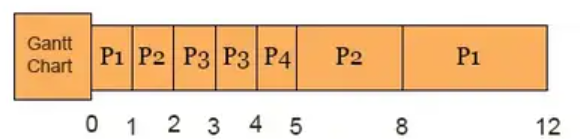 Gantt
Chart
P1 P2 P3 P3 P4 P2 P1
0 1 2 3 4 5 8 12